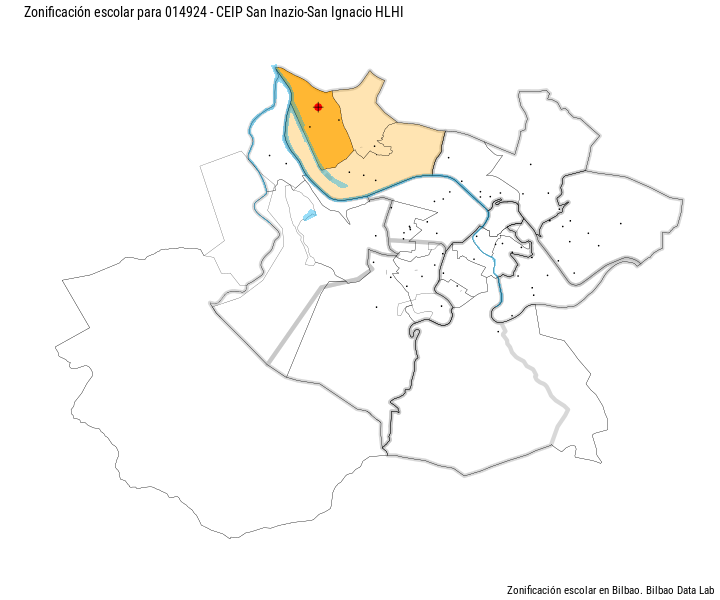 Zonificación escolar para 014924 - CEIP San Inazio-San Ignacio HLHI
Zonificación escolar en Bilbao. Bilbao Data Lab